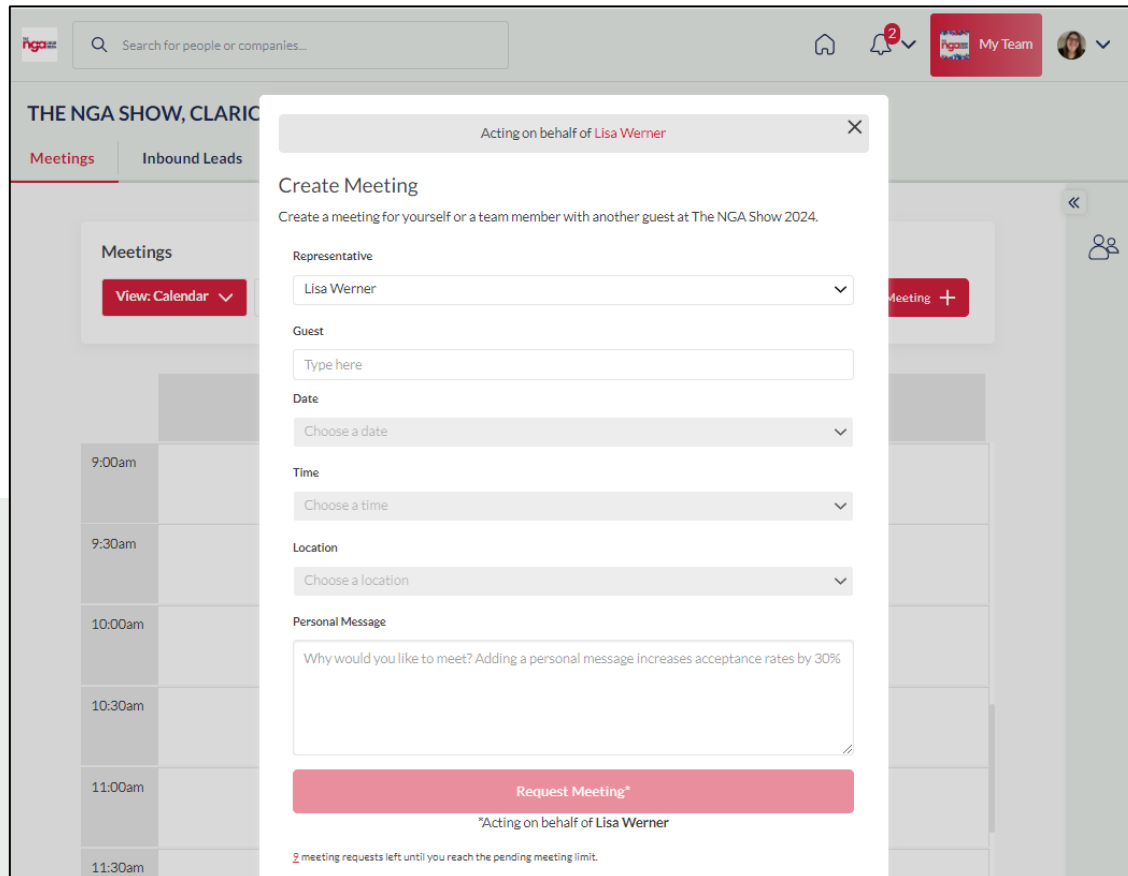 nga
Search for people or companies...
2
My Team
THE NGA SHOW, CLARIC
Meetings
Inbound Leads
Acting on behalf of Lisa Werner
Create Meeting
Create a meeting for yourself or a team member with another guest at The NGA Show 2024.
Meetings
View: Calendar
Meeting
Representative
Lisa Werner
Guest
Type here
Date
Choose a date
Time
Choose a time
Location
Choose a location
Personal Message
Why would you like to meet? Adding a personal message increases acceptance rates by 30%
Request Meeting*
*Acting on behalf of Lisa Werner
9 meeting requests left until you reach the pending meeting limit.
9:00am
9:30am
10:00am
10:30am
11:00am
11:30am